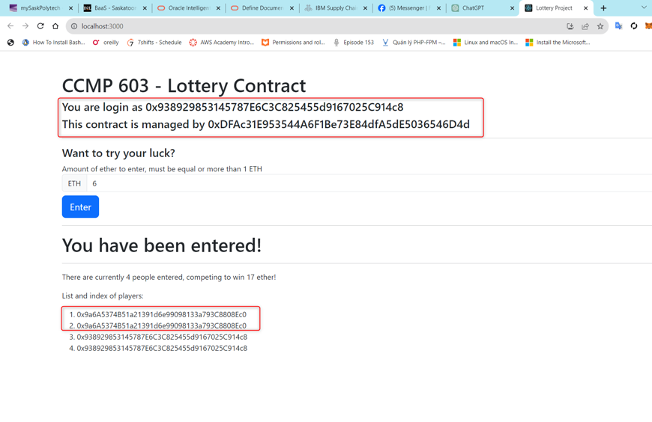 mySaskPolytech
BaaS - Saskatoo
Oracle Intelliger
Define Documen
IBM Supply Chai
(5) Messenger |
ChatGPT
Lottery Project
localhost:3000
How To Install Bash...
oreilly
7shifts - Schedule
AWS Academy Intro...
Permissions and rol...
Episode 153
Quản lý PHP-FPM –...
Linux and macOS In...
Install the Microsoft...
CCMP 603 - Lottery Contract
You are login as 0x938929853145787E6C3C825455d9167025C914c8
This contract is managed by 0xDFAc31E953544A6F1Be73E84dfA5dE5036546D4d
Want to try your luck?
Amount of ether to enter, must be equal or more than 1 ETH
ETH 6
Enter
You have been entered!
There are currently 4 people entered, competing to win 17 ether!
List and index of players:
1. 0x9a6A5374B51a21391d6e99098133a793C8808Ec0
2. 0x9a6A5374B51a21391d6e99098133a793C8808Ec0
3. 0x938929853145787E6C3C825455d9167025C914c8
4. 0x938929853145787E6C3C825455d9167025C914c8